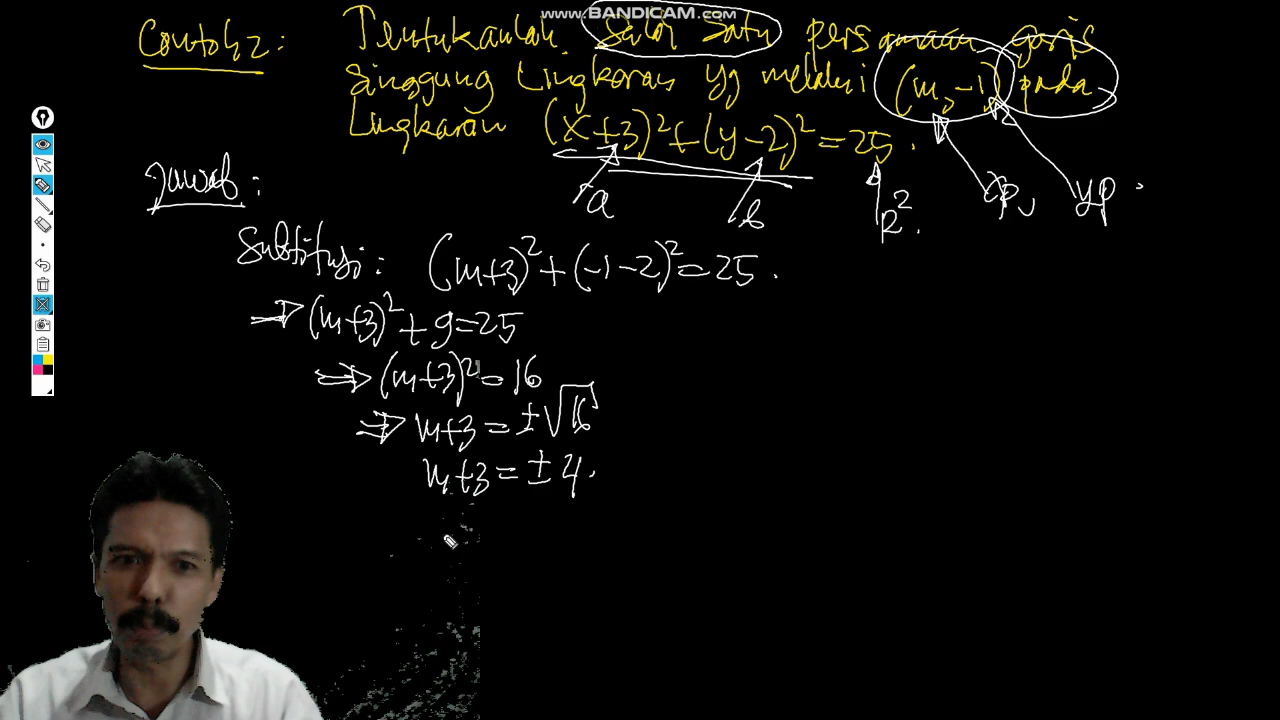 www.BANDICAM.com
Contoh 2: Tentukanlah Salah Satu persamaan garis
Singgung Lingkaran yg melalui (m, -1) pada
Lingkaran (x+3)²+(y-2)²=25.
a b R². xp, yp.
Jawab:
Subtitusi: (m+3)²+(-1-2)²=25.
⇒(m+3)²+9=25
⇒(m+3)²=16
⇒m+3=±√16
m+3=±4.